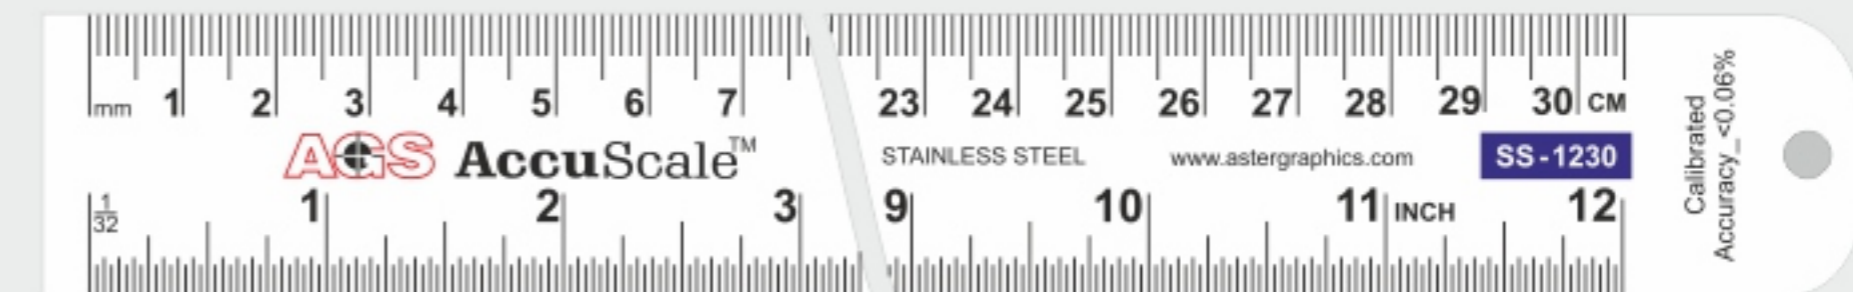 mm 1 2 3 4 5 6 7 23 24 25 26 27 28 29 30 CM
AGS AccuScale™ STAINLESS STEEL www.astergraphics.com SS-1230
1/32 1 2 3 9 10 11 INCH 12
Calibrated
Accuracy_<0.06%